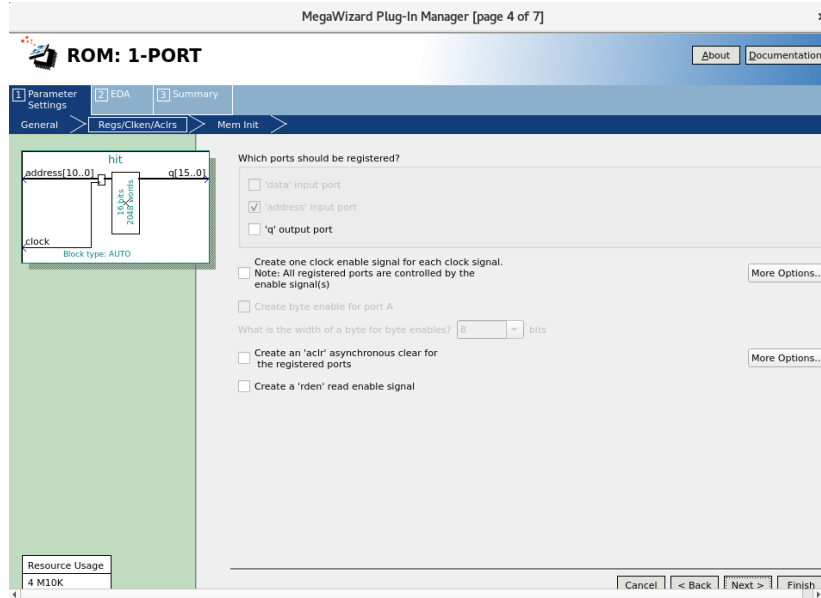 MegaWizard Plug-In Manager [page 4 of 7]
ROM: 1-PORT
About
Documentation
1 Parameter Settings
2 EDA
3 Summary
General
Regs/Clken/Aclrs
Mem Init
hit
address[10..0]
q[15..0]
16 bits
2048 words
clock
Block type: AUTO
Which ports should be registered?
'data' input port
'address' input port
'q' output port
Create one clock enable signal for each clock signal.
Note: All registered ports are controlled by the
enable signal(s)
More Options..
Create byte enable for port A
What is the width of a byte for byte enables? 8 bits
Create an 'aclr' asynchronous clear for
the registered ports
More Options..
Create a 'rden' read enable signal
Resource Usage
4 M10K
Cancel
< Back
Next >
Finish